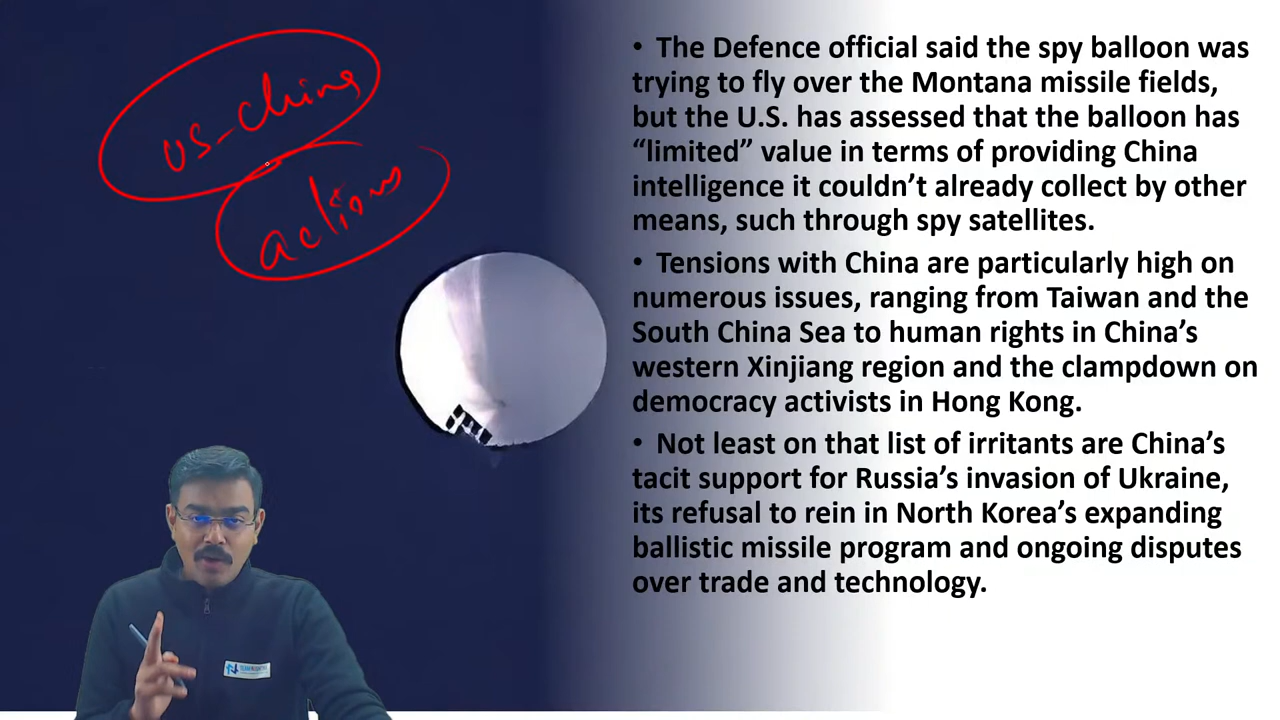 us-China
actions
• The Defence official said the spy balloon was
trying to fly over the Montana missile fields,
but the U.S. has assessed that the balloon has
“limited” value in terms of providing China
intelligence it couldn’t already collect by other
means, such through spy satellites.
• Tensions with China are particularly high on
numerous issues, ranging from Taiwan and the
South China Sea to human rights in China’s
western Xinjiang region and the clampdown on
democracy activists in Hong Kong.
• Not least on that list of irritants are China’s
tacit support for Russia’s invasion of Ukraine,
its refusal to rein in North Korea’s expanding
ballistic missile program and ongoing disputes
over trade and technology.